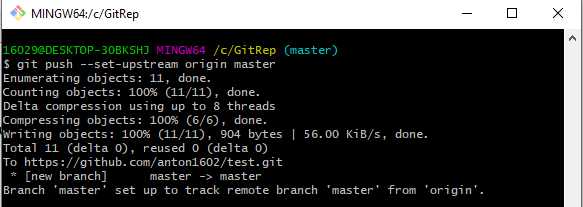 MINGW64:/c/GitRep
16029@DESKTOP-3OBKSHJ MINGW64 /c/GitRep (master)
$ git push --set-upstream origin master
Enumerating objects: 11, done.
Counting objects: 100% (11/11), done.
Delta compression using up to 8 threads
Compressing objects: 100% (6/6), done.
Writing objects: 100% (11/11), 904 bytes | 56.00 KiB/s, done.
Total 11 (delta 0), reused 0 (delta 0)
To https://github.com/anton1602/test.git
 * [new branch]      master -> master
Branch 'master' set up to track remote branch 'master' from 'origin'.